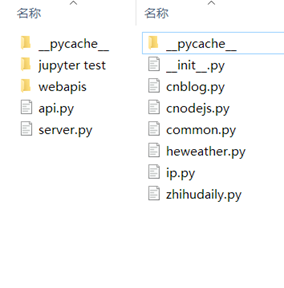 名称
__pycache__
jupyter test
webapis
api.py
server.py
名称
__pycache__
__init__.py
cnblog.py
cnodejs.py
common.py
heweather.py
ip.py
zhihudaily.py